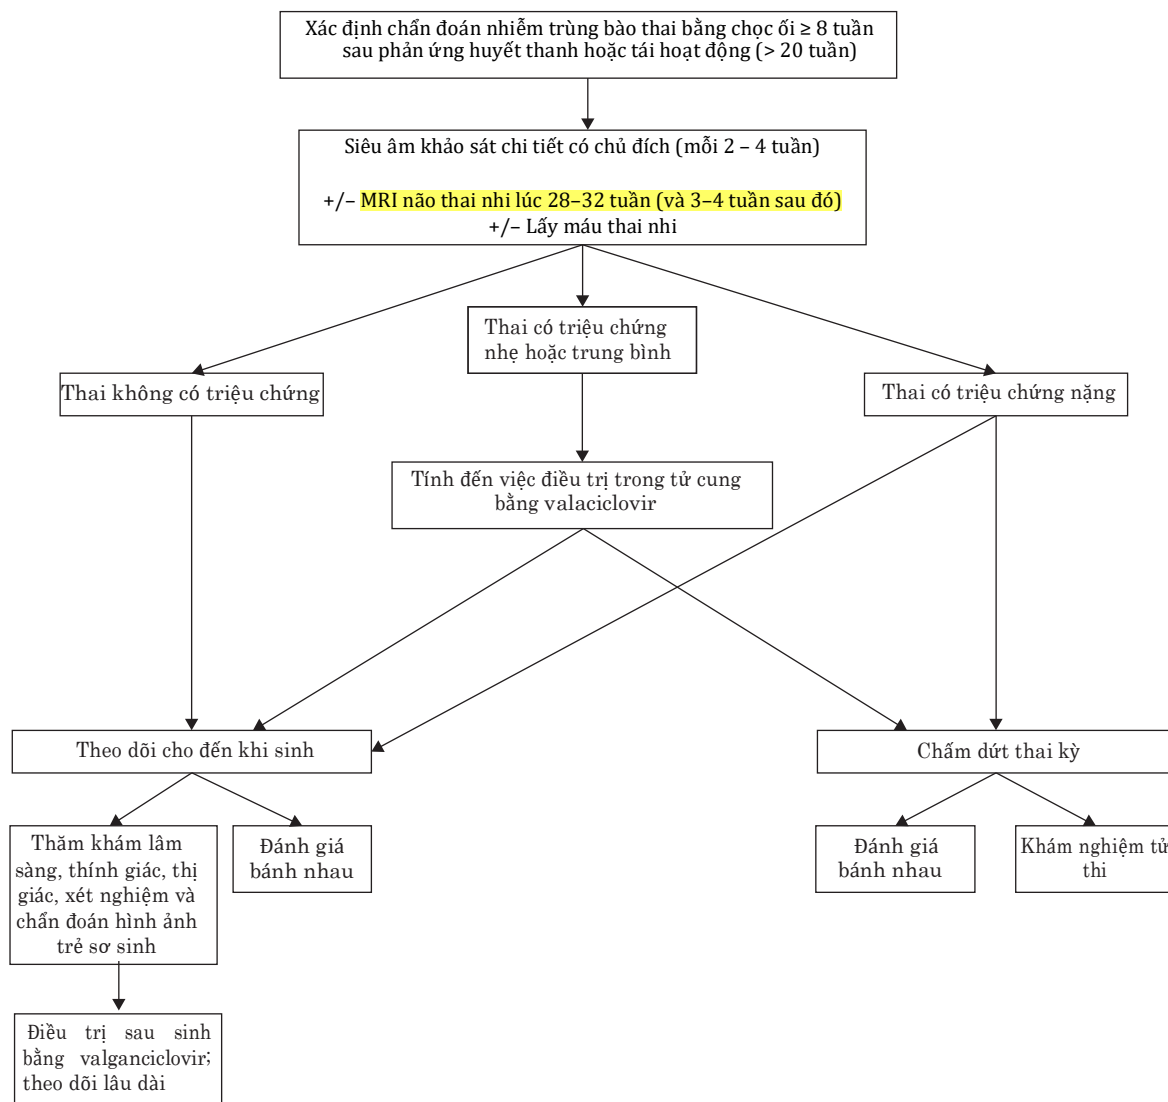 Xác định chẩn đoán nhiễm trùng bào thai bằng chọc ối ≥ 8 tuần
sau phản ứng huyết thanh hoặc tái hoạt động (> 20 tuần)
Siêu âm khảo sát chi tiết có chủ đích (mỗi 2 – 4 tuần)
+/– MRI não thai nhi lúc 28–32 tuần (và 3–4 tuần sau đó)
+/– Lấy máu thai nhi
Thai có triệu chứng
nhẹ hoặc trung bình
Thai không có triệu chứng
Thai có triệu chứng nặng
Tính đến việc điều trị trong tử cung
bằng valaciclovir
Theo dõi cho đến khi sinh
Chấm dứt thai kỳ
Thăm khám lâm
sàng, thính giác, thị
giác, xét nghiệm và
chẩn đoán hình ảnh
trẻ sơ sinh
Đánh giá
bánh nhau
Đánh giá
bánh nhau
Khám nghiệm tử
thi
Điều trị sau sinh
bằng valganciclovir;
theo dõi lâu dài